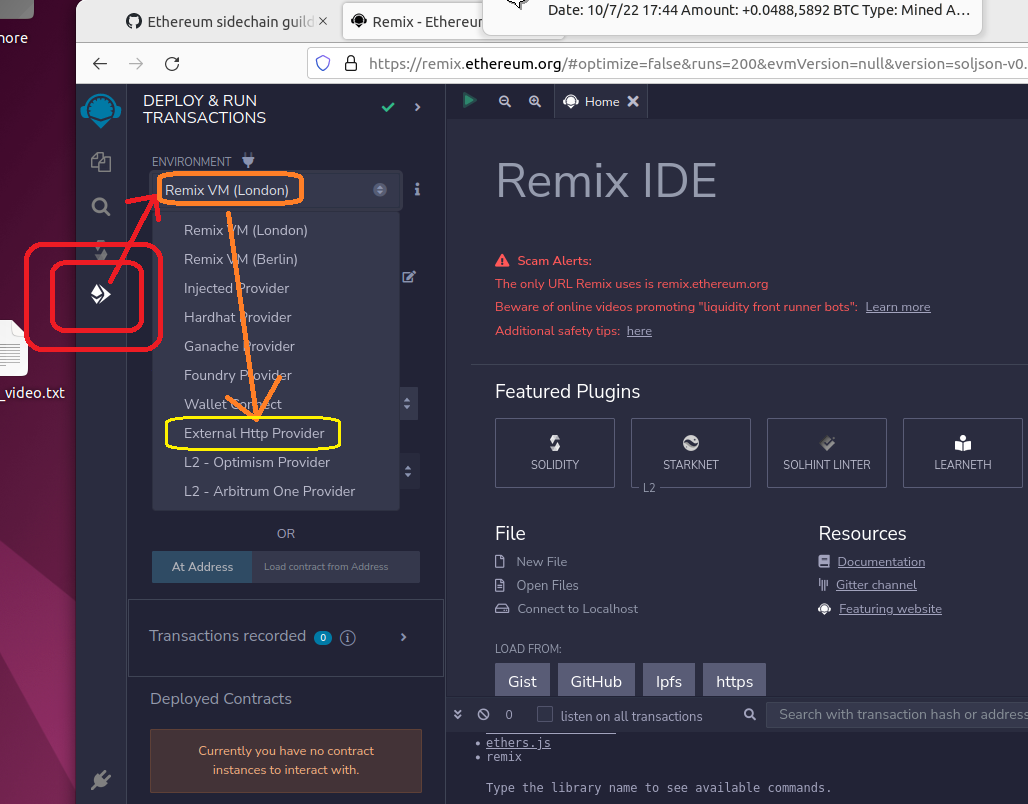 Date: 10/7/22 17:44 Amount: +0.0488,5892 BTC Type: Mined A...
Ethereum sidechain guild
Remix - Ethereu
https://remix.ethereum.org/#optimize=false&runs=200&evmVersion=null&version=soljson-v0.
_video.txt
DEPLOY & RUN
TRANSACTIONS
ENVIRONMENT
Remix VM (London)
Remix VM (London)
Remix VM (Berlin)
Injected Provider
Hardhat Provider
Ganache Provider
Foundry Provider
Wallet Connect
External Http Provider
L2 - Optimism Provider
L2 - Arbitrum One Provider
OR
At Address
Load contract from Address
Transactions recorded 0
Deployed Contracts
Currently you have no contract
instances to interact with.
Home
Remix IDE
Scam Alerts:
The only URL Remix uses is remix.ethereum.org
Beware of online videos promoting "liquidity front runner bots": Learn more
Additional safety tips: here
Featured Plugins
SOLIDITY
STARKNET
L2
SOLHINT LINTER
LEARNETH
File
New File
Open Files
Connect to Localhost
Resources
Documentation
Gitter channel
Featuring website
LOAD FROM:
Gist
GitHub
Ipfs
https
0
listen on all transactions
Search with transaction hash or address
• ethers.js
• remix
Type the library name to see available commands.